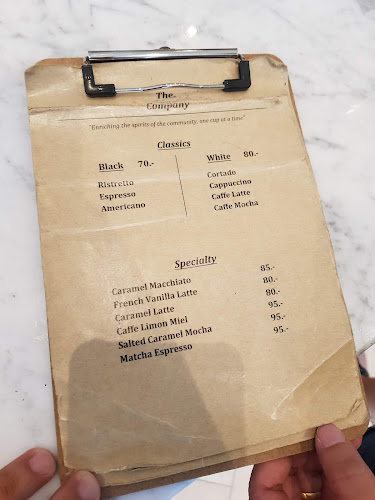 The.
Company
"Enriching the spirits of the community, one cup at a time"
Classics
Black 70.-
Ristretto
Espresso
Americano
White 80.-
Cortado
Cappuccino
Caffe Latte
Caffe Mocha
Specialty
Caramel Macchiato 85.-
French Vanilla Latte 80.-
Caramel Latte 80.-
Caffe Limon Miel 95.-
Salted Caramel Mocha 95.-
Matcha Espresso 95.-